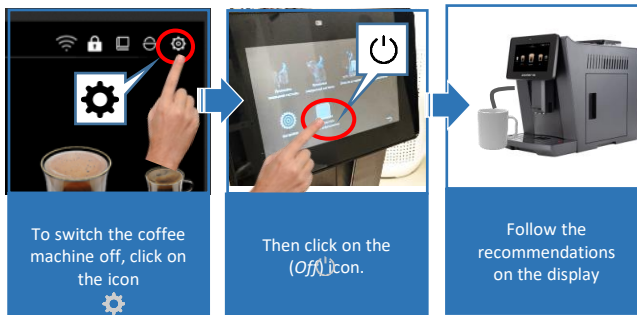 To switch the coffee
machine off, click on
the icon
Then click on the
(Off) icon.
Follow the
recommendations
on the display